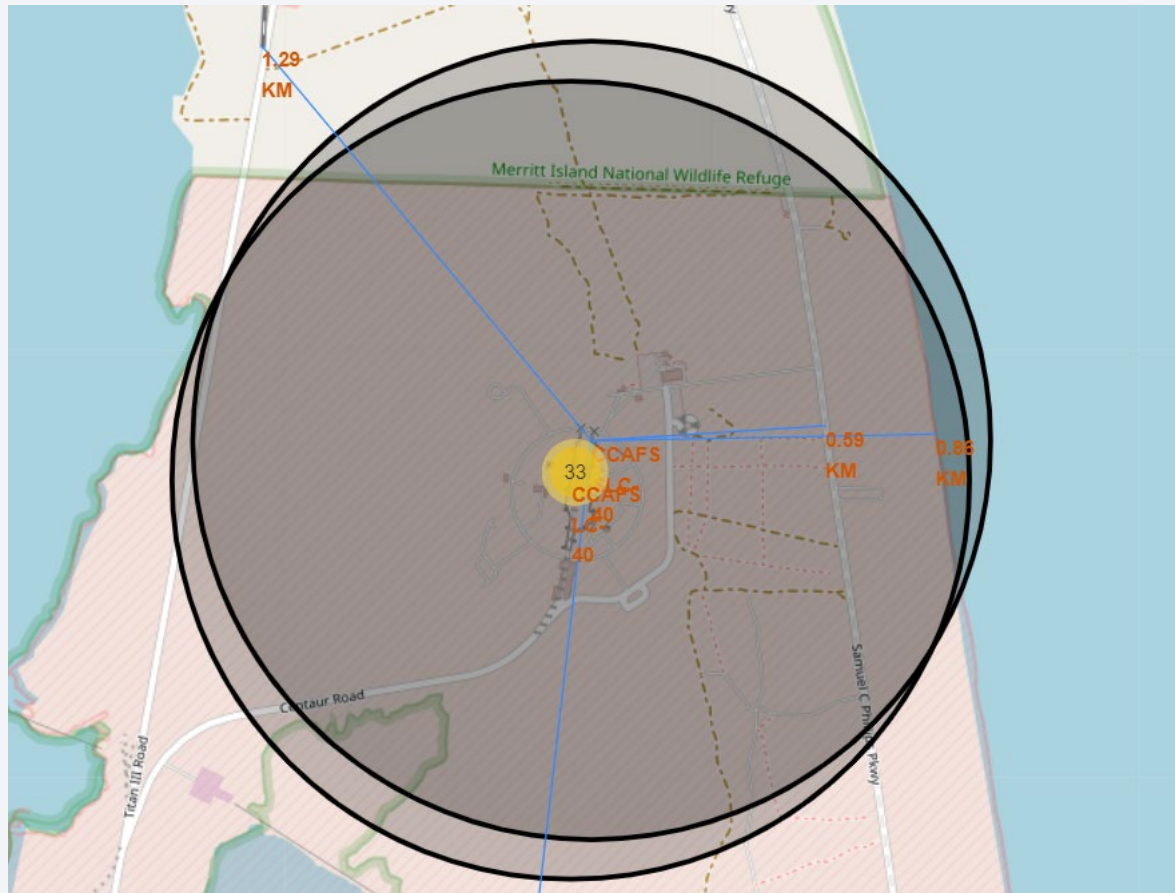 1.29
KM
Merritt Island National Wildlife Refuge
0.59
KM
0.86
KM
CCAFS
LC-
40
33
CCAFS
LC-
40
Centaur Road
Titan III Road
Samuel C Phillips Pkwy